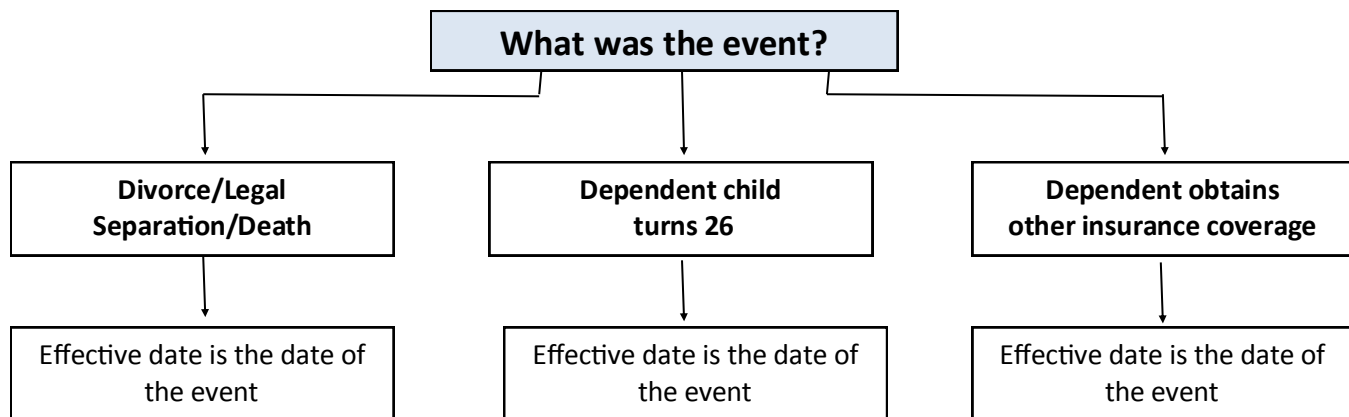 What was the event?
Divorce/Legal
Separation/Death
Dependent child
turns 26
Dependent obtains
other insurance coverage
Effective date is the date of
the event
Effective date is the date of
the event
Effective date is the date of
the event